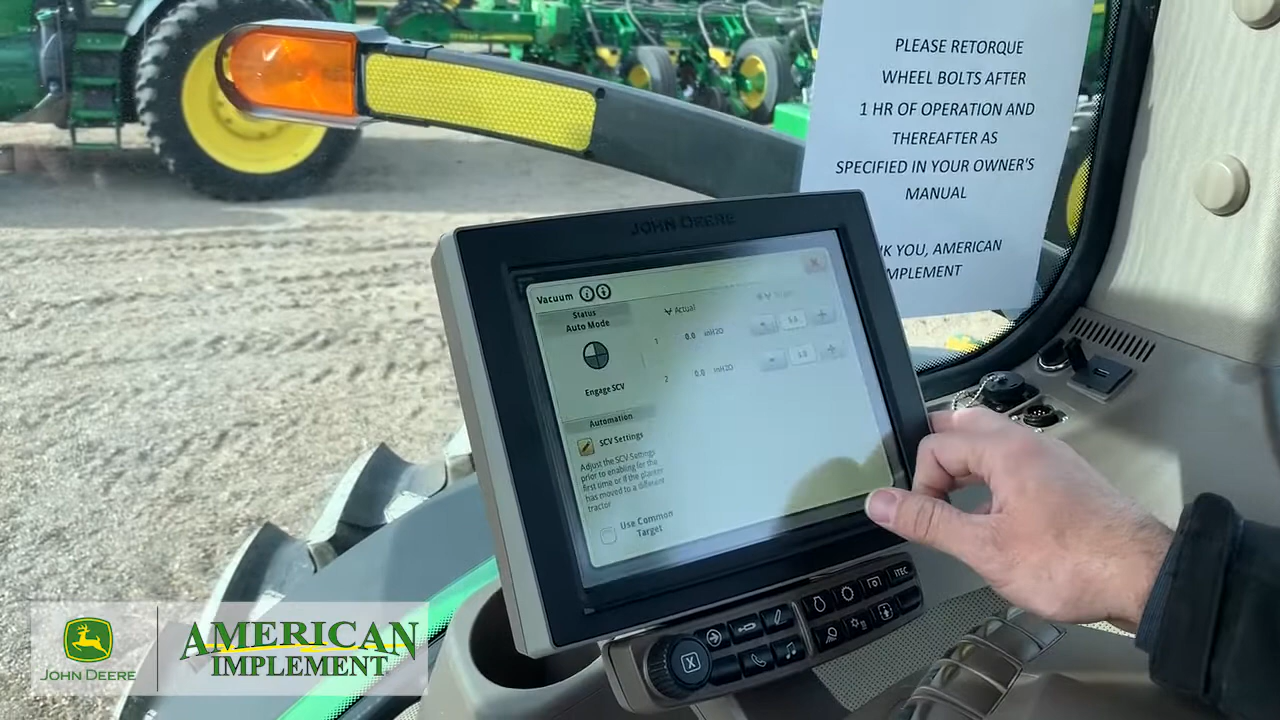 PLEASE RETORQUE
WHEEL BOLTS AFTER
1 HR OF OPERATION AND
THEREAFTER AS
SPECIFIED IN YOUR OWNER'S
MANUAL
K YOU, AMERICAN
MPLEMENT
JOHN DEERE
Vacuum
Status
Auto Mode
Actual
1 0.0 inH2O
2 0.0 inH2O
Engage SCV
Automation
SCV Settings
Adjust the SCV Settings
prior to enabling for the
first time or if the planter
has moved to a different
tractor
Use Common
Target
iTEC
X
JOHN DEERE
AMERICAN
IMPLEMENT